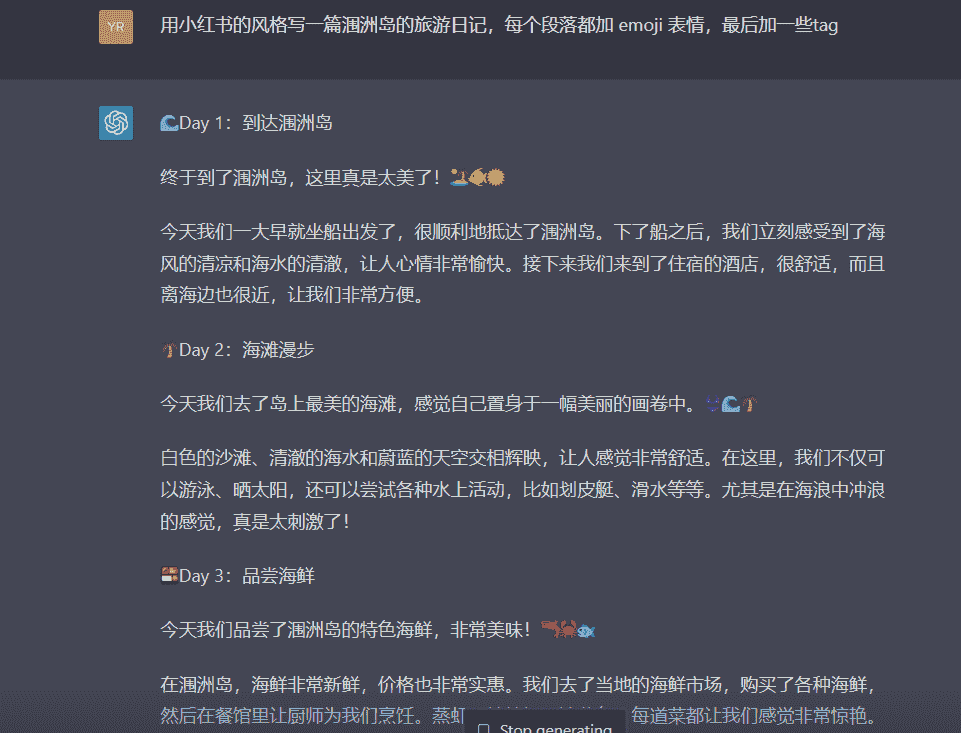 YR
用小红书的风格写一篇涠洲岛的旅游日记，每个段落都加 emoji 表情，最后加一些tag
🌊Day 1：到达涠洲岛
终于到了涠洲岛，这里真是太美了！🏝️🐠☀️
今天我们一大早就坐船出发了，很顺利地抵达了涠洲岛。下了船之后，我们立刻感受到了海
风的清凉和海水的清澈，让人心情非常愉快。接下来我们来到了住宿的酒店，很舒适，而且
离海边也很近，让我们非常方便。
🌴Day 2：海滩漫步
今天我们去了岛上最美的海滩，感觉自己置身于一幅美丽的画卷中。🌊🌴
白色的沙滩、清澈的海水和蔚蓝的天空交相辉映，让人感觉非常舒适。在这里，我们不仅可
以游泳、晒太阳，还可以尝试各种水上活动，比如划皮艇、滑水等等。尤其是在海浪中冲浪
的感觉，真是太刺激了！
🍱Day 3：品尝海鲜
今天我们品尝了涠洲岛的特色海鲜，非常美味！🦐🦀🐟
在涠洲岛，海鲜非常新鲜，价格也非常实惠。我们去了当地的海鲜市场，购买了各种海鲜，
然后在餐馆里让厨师为我们烹饪。蒸虾 每道菜都让我们感觉非常惊艳。
Stop generating